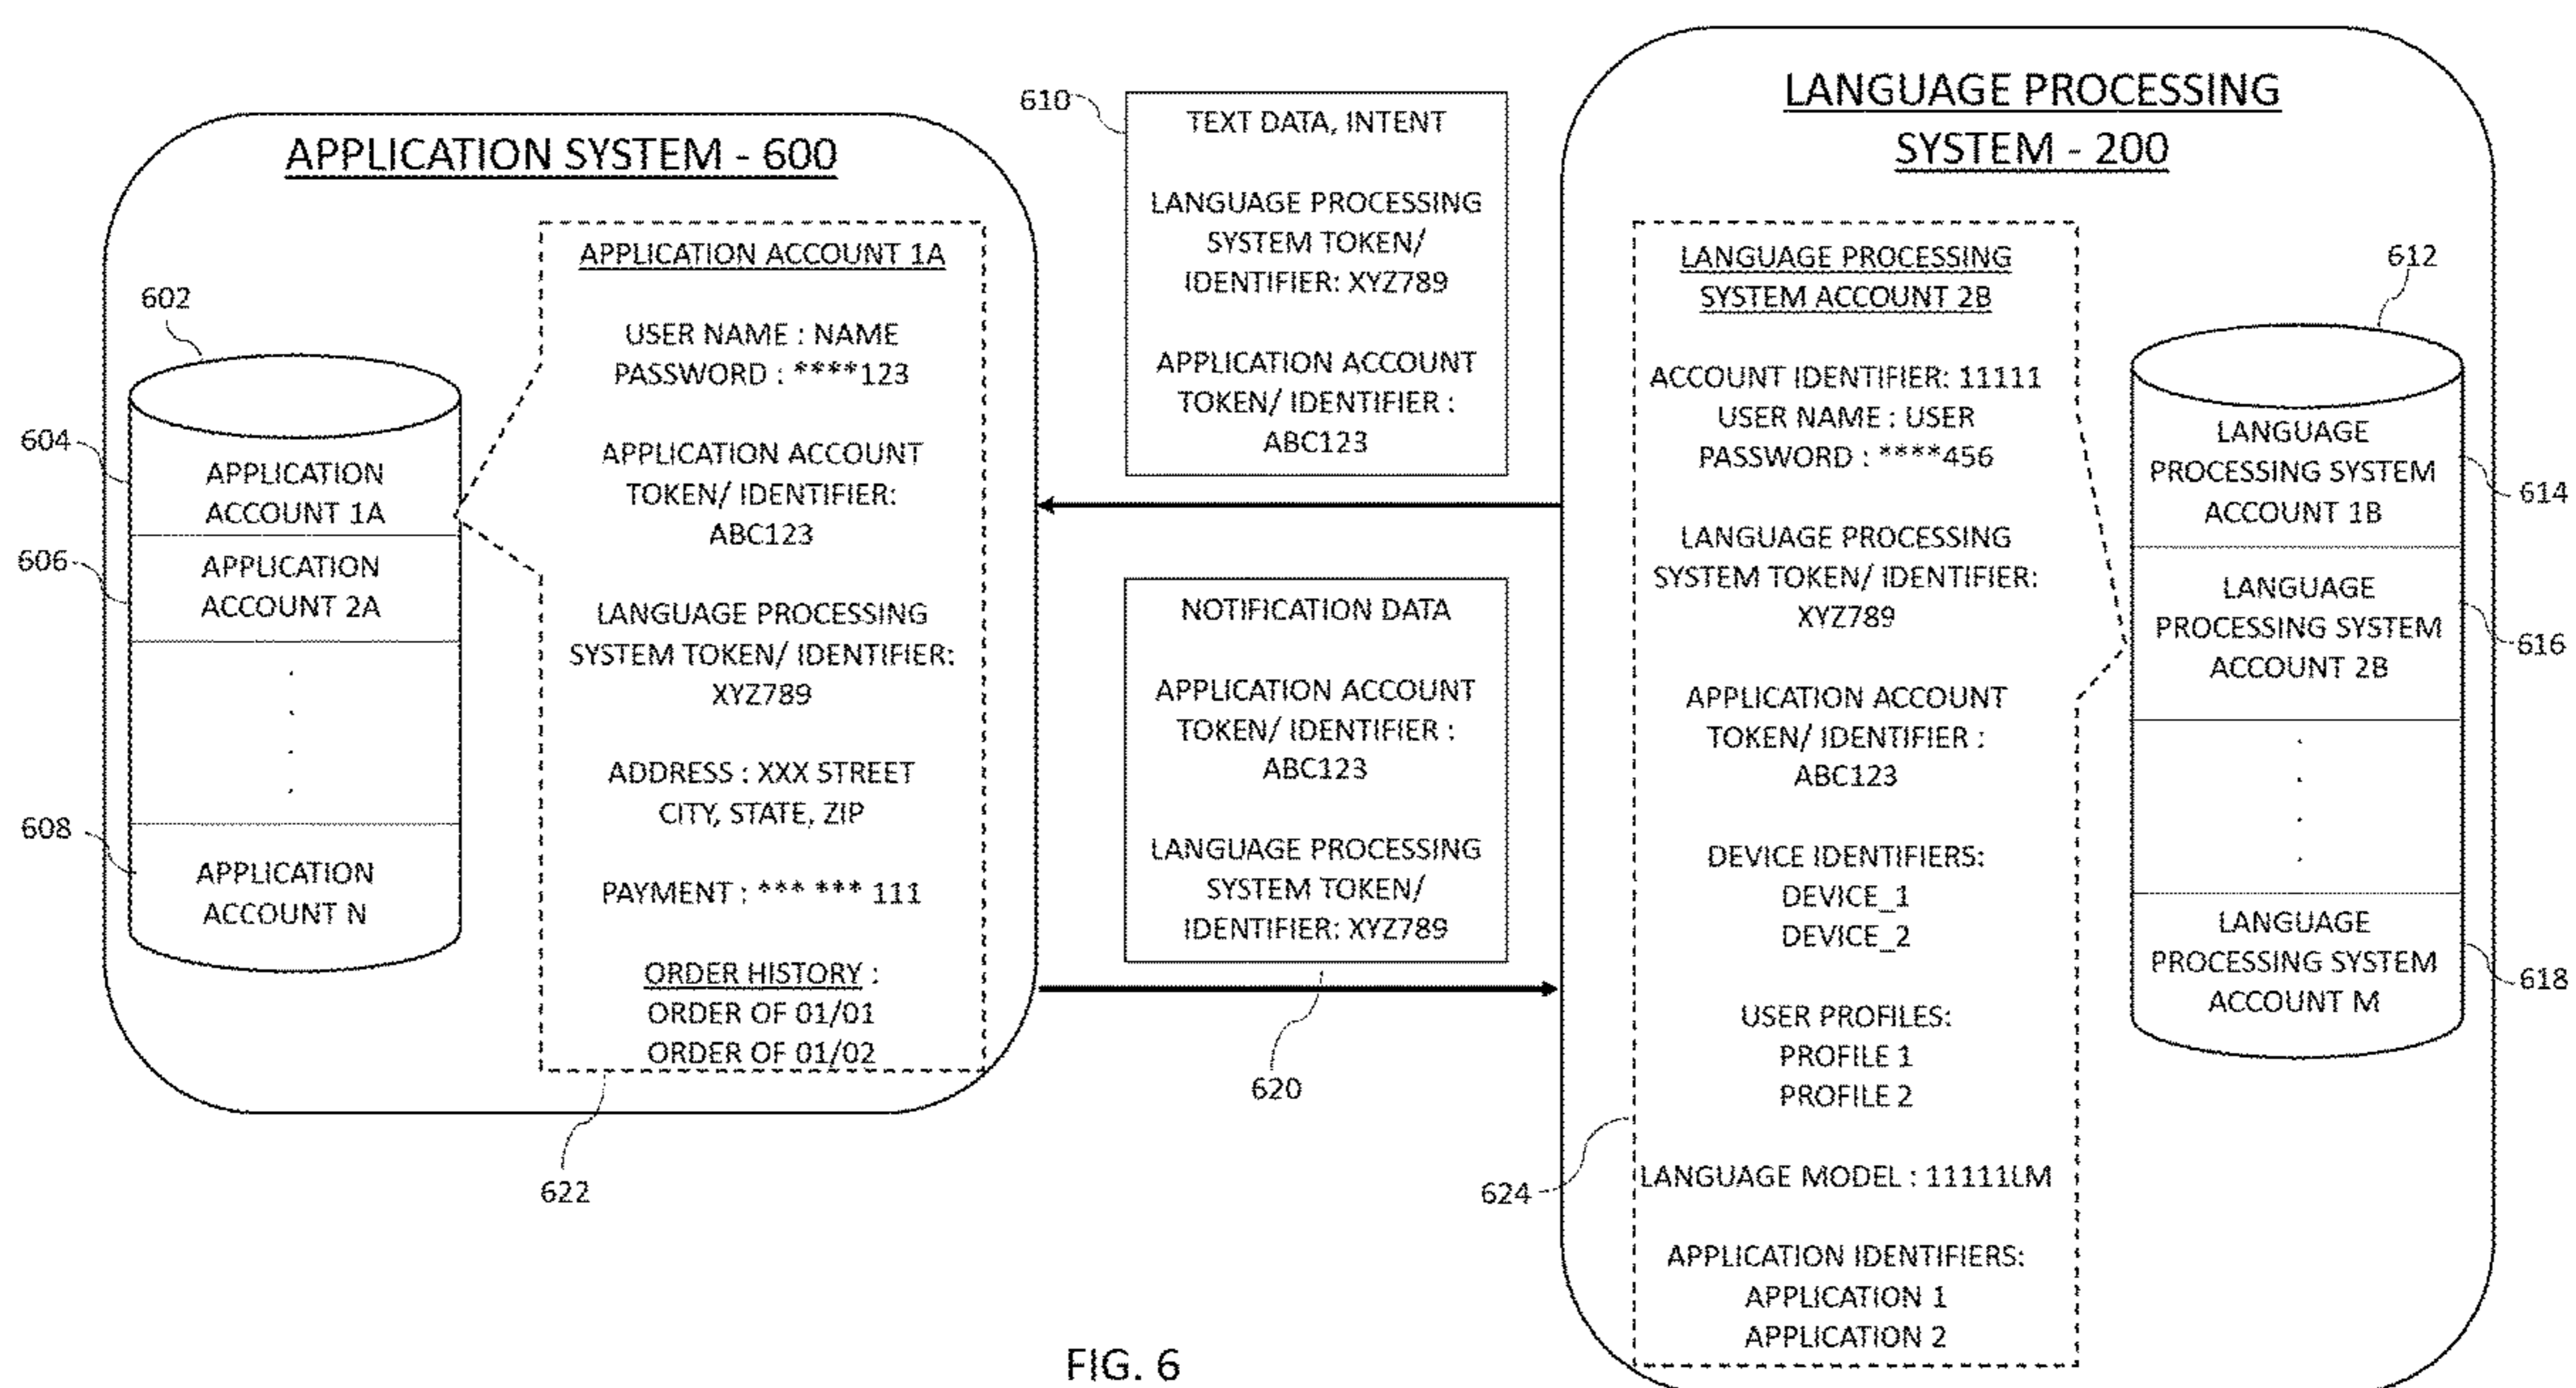 APPLICATION SYSTEM - 600
602
604
606
608
APPLICATION
ACCOUNT 1A
APPLICATION
ACCOUNT 2A
.
.
.
.
APPLICATION
ACCOUNT N
APPLICATION ACCOUNT 1A
USER NAME : NAME
PASSWORD : ****123
APPLICATION ACCOUNT
TOKEN/ IDENTIFIER:
ABC123
LANGUAGE PROCESSING
SYSTEM TOKEN/ IDENTIFIER:
XYZ789
ADDRESS : XXX STREET
CITY, STATE, ZIP
PAYMENT : *** *** 111
ORDER HISTORY :
ORDER OF 01/01
ORDER OF 01/02
622
610
TEXT DATA, INTENT
LANGUAGE PROCESSING
SYSTEM TOKEN/
IDENTIFIER: XYZ789
APPLICATION ACCOUNT
TOKEN/ IDENTIFIER :
ABC123
NOTIFICATION DATA
APPLICATION ACCOUNT
TOKEN/ IDENTIFIER :
ABC123
LANGUAGE PROCESSING
SYSTEM TOKEN/
IDENTIFIER: XYZ789
620
LANGUAGE PROCESSING
SYSTEM - 200
LANGUAGE PROCESSING
SYSTEM ACCOUNT 2B
ACCOUNT IDENTIFIER: 11111
USER NAME : USER
PASSWORD : ****456
LANGUAGE PROCESSING
SYSTEM TOKEN/ IDENTIFIER:
XYZ789
APPLICATION ACCOUNT
TOKEN/ IDENTIFIER :
ABC123
DEVICE IDENTIFIERS:
DEVICE_1
DEVICE_2
USER PROFILES:
PROFILE 1
PROFILE 2
LANGUAGE MODEL : 11111LM
APPLICATION IDENTIFIERS:
APPLICATION 1
APPLICATION 2
624
612
LANGUAGE
PROCESSING SYSTEM
ACCOUNT 1B
614
LANGUAGE
PROCESSING SYSTEM
ACCOUNT 2B
616
.
.
.
.
LANGUAGE
PROCESSING SYSTEM
ACCOUNT M
618
FIG. 6